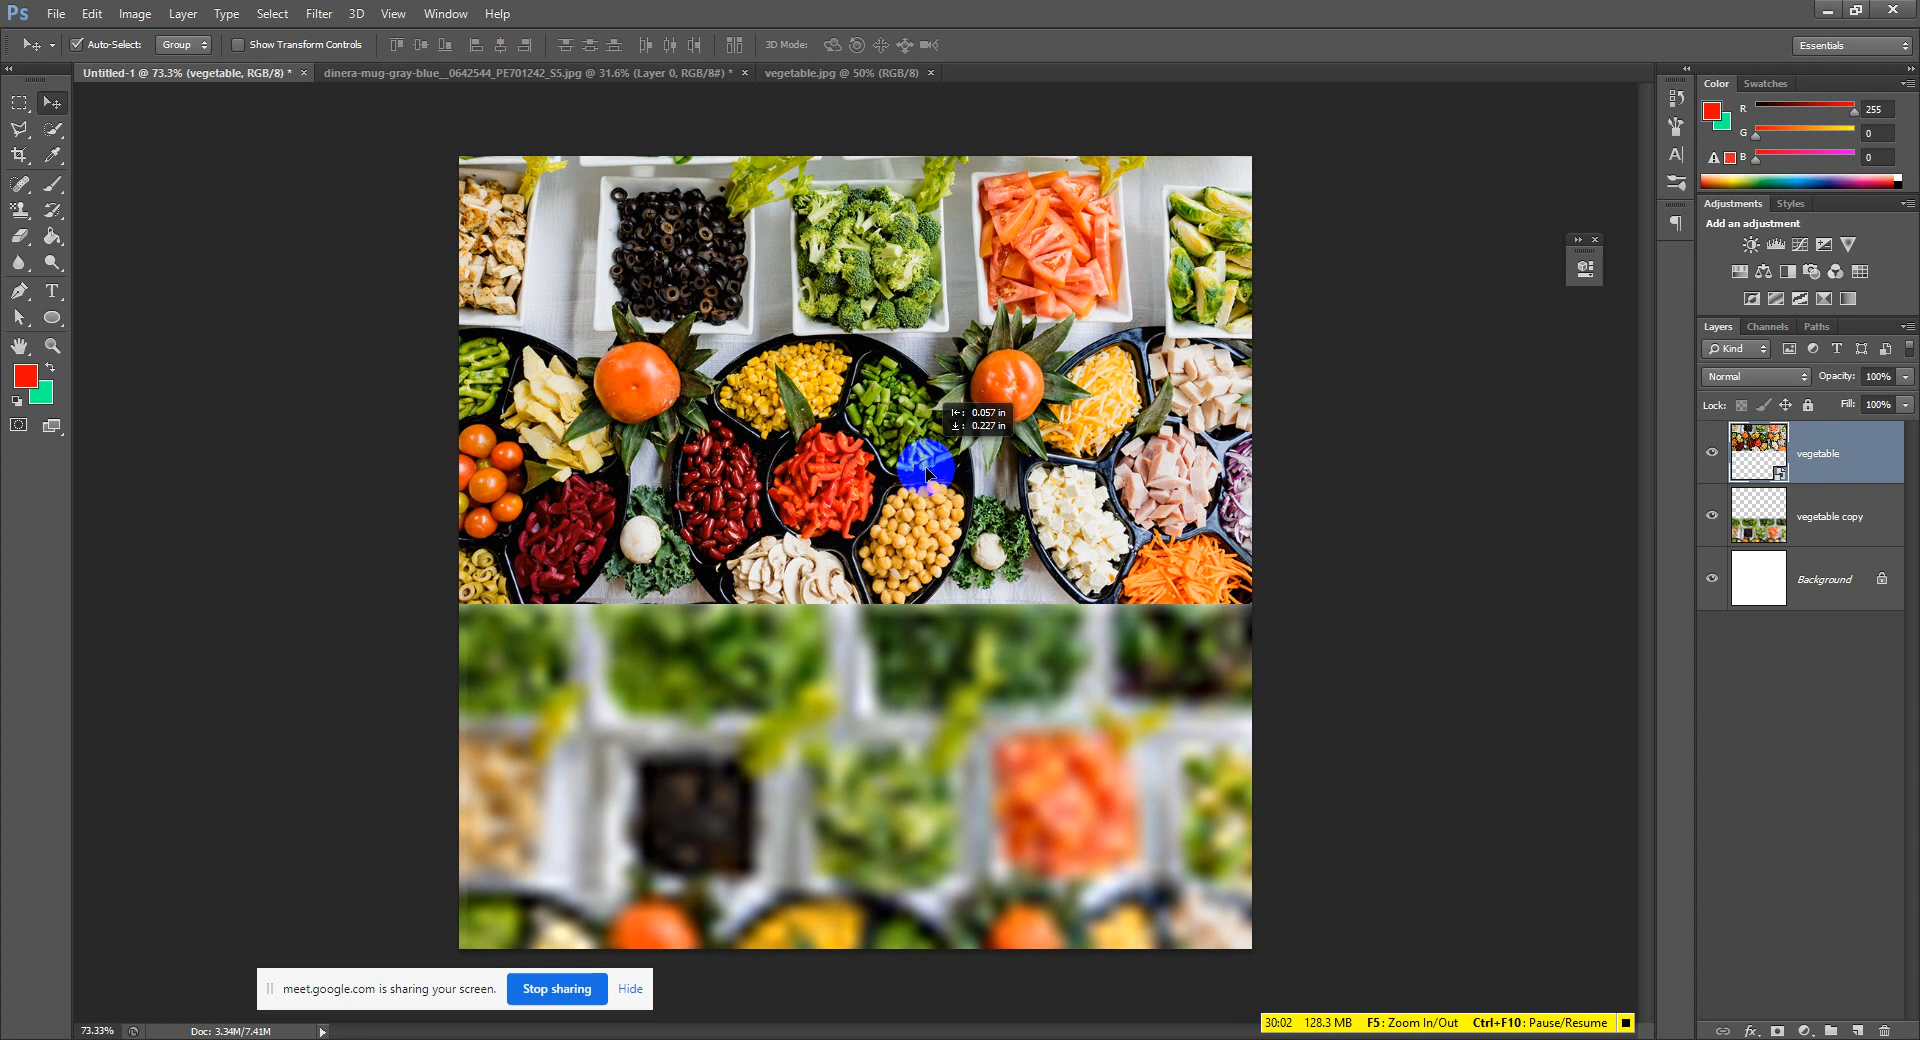 Ps File Edit Image Layer Type Select Filter 3D View Window Help
Auto-Select: Group Show Transform Controls 3D Mode: Essentials
Untitled-1 @ 73.3% (vegetable, RGB/8) * × dinera-mug-gray-blue__0642544_PE701242_S5.jpg @ 31.6% (Layer 0, RGB/8#) * × vegetable.jpg @ 50% (RGB/8) ×
Color Swatches
R 255
G 0
B 0
Adjustments Styles
Add an adjustment
Layers Channels Paths
Kind
Normal Opacity: 100%
Lock: Fill: 100%
vegetable
vegetable copy
Background
0.057 in
0.227 in
meet.google.com is sharing your screen. Stop sharing Hide
73.33% Doc: 3.34M/7.41M
30:02 128.3 MB F5: Zoom In/Out Ctrl+F10: Pause/Resume